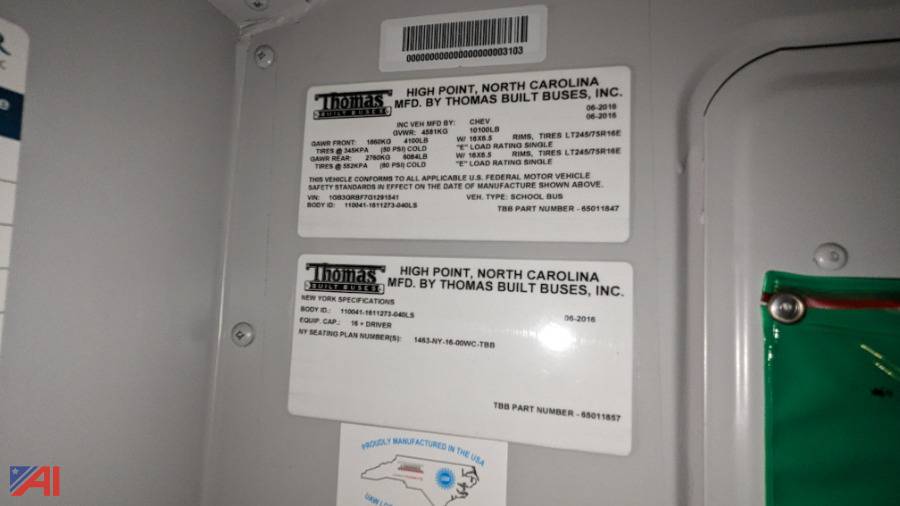 000000000000000000003103
Thomas
BUILT BUSES
HIGH POINT, NORTH CAROLINA
MFD. BY THOMAS BUILT BUSES, INC.
06-2016
INC VEH MFD BY: CHEV 06-2016
GVWR: 4581KG 10100LB
GAWR FRONT: 1860KG 4100LB W/ 16X6.5 RIMS, TIRES LT245/75R16E
TIRES @ 345KPA (50 PSI) COLD "E" LOAD RATING SINGLE
GAWR REAR: 2760KG 6084LB W/ 16X6.5 RIMS, TIRES LT245/75R16E
TIRES @ 552KPA (80 PSI) COLD "E" LOAD RATING SINGLE
THIS VEHICLE CONFORMS TO ALL APPLICABLE U.S. FEDERAL MOTOR VEHICLE
SAFETY STANDARDS IN EFFECT ON THE DATE OF MANUFACTURE SHOWN ABOVE.
VIN: 1GB3GRBF7G1291541 VEH. TYPE: SCHOOL BUS
BODY ID: 110041-1611273-040LS TBB PART NUMBER - 65011847
Thomas
BUILT BUSES
HIGH POINT, NORTH CAROLINA
MFD. BY THOMAS BUILT BUSES, INC.
NEW YORK SPECIFICATIONS
BODY ID.: 110041-1611273-040LS 06-2016
EQUIP. CAP.: 16 + DRIVER
NY SEATING PLAN NUMBER(S): 1463-NY-16-00WC-TBB
TBB PART NUMBER - 65011857
PROUDLY MANUFACTURED IN THE USA
UAW
AI